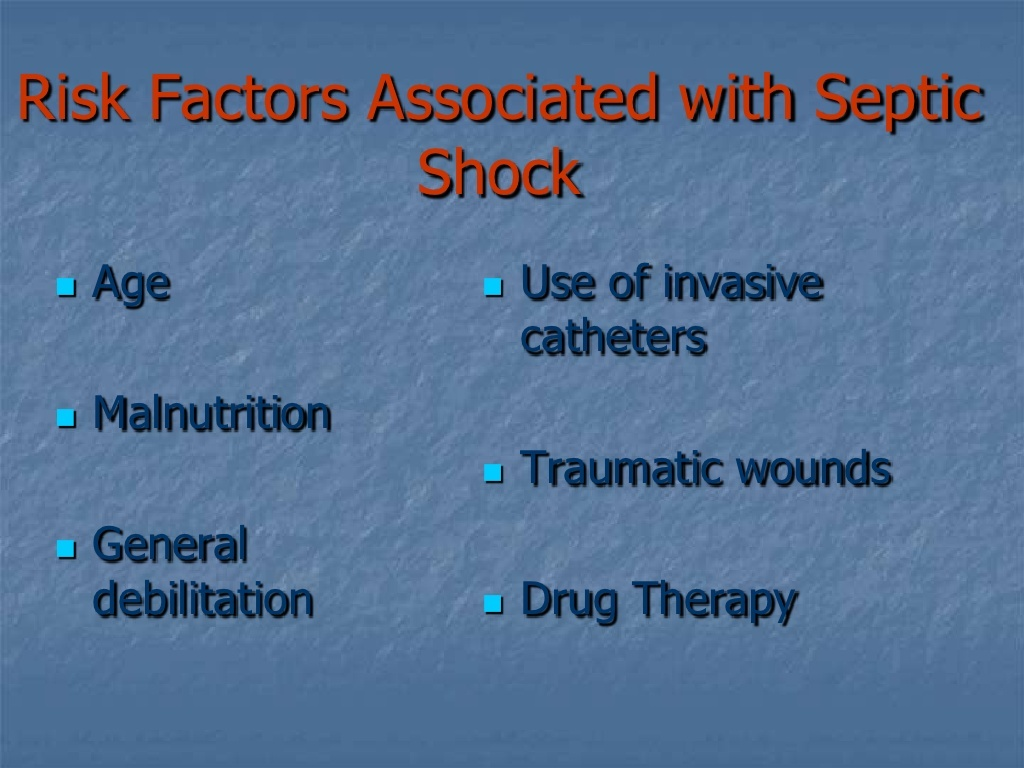 Risk Factors Associated with Septic
Shock
Age
Malnutrition
General
debilitation
Use of invasive
catheters
Traumatic wounds
Drug Therapy